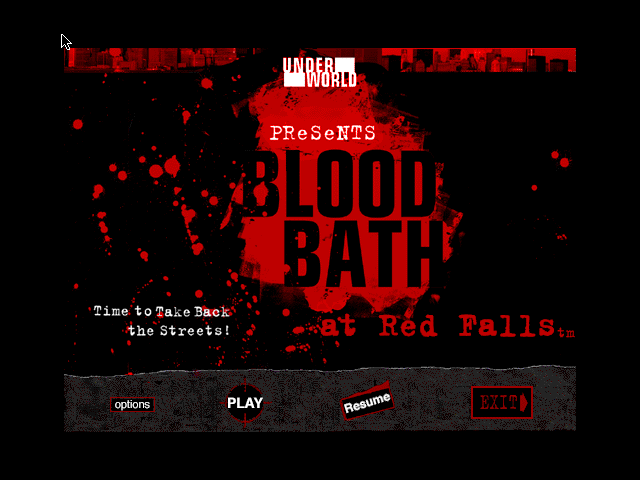 UNDER
WORLD
PReSeNTS
BLOOD
BATH
at Red Falls tm
Time to Take Back
the Streets!
options
PLAY
Resume
EXIT